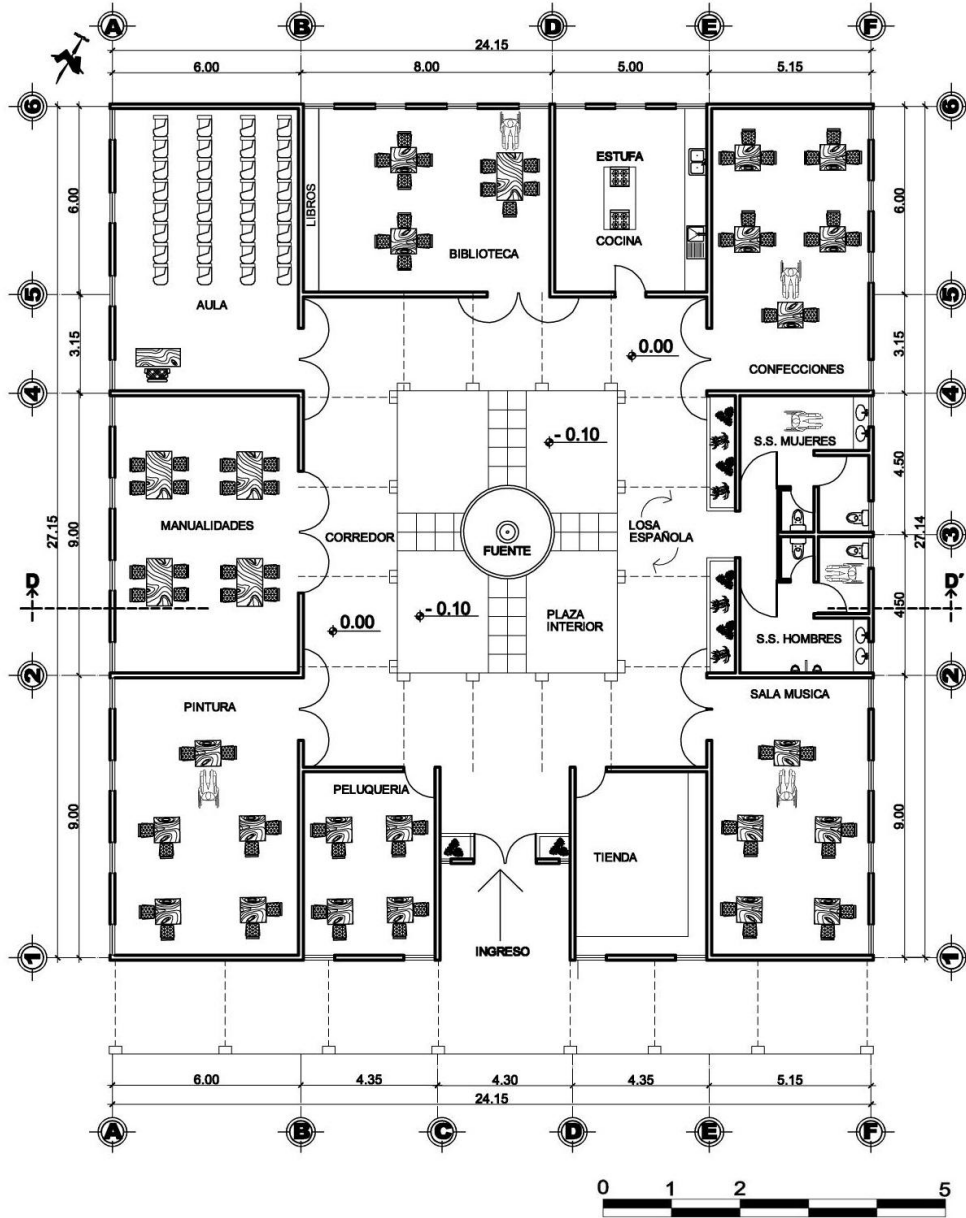 A B D E F
24.15
6.00 8.00 5.00 5.15
6 6
ESTUFA
6.00 LIBROS 6.00
COCINA
BIBLIOTECA
5 5
AULA
3.15 0.00 3.15
CONFECCIONES
4 4
- 0.10 S.S. MUJERES
4.50
MANUALIDADES LOSA
27.15 9.00 CORREDOR FUENTE ESPAÑOLA 3 27.14 3
D D'
- 0.10 PLAZA 4.50
0.00 INTERIOR S.S. HOMBRES
2 2
PINTURA SALA MUSICA
PELUQUERIA
9.00 9.00
TIENDA
INGRESO
1 1
6.00 4.35 4.30 4.35 5.15
24.15
A B C D E F
0 1 2 5